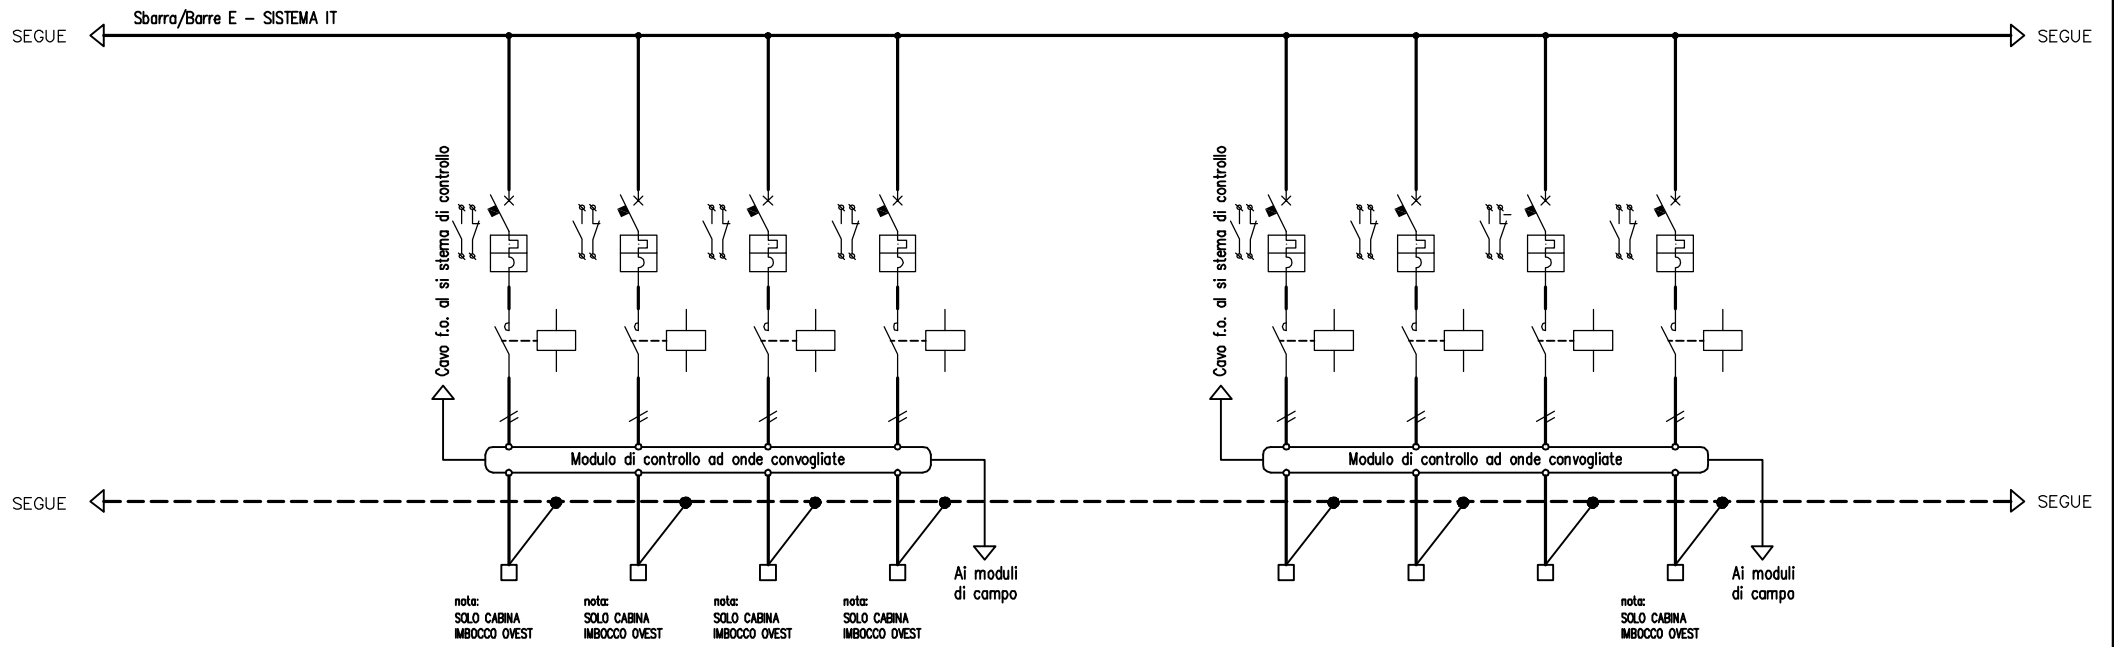 Sbarra/Barre E - SISTEMA IT
SEGUE
SEGUE
Cavo f.o. al si stema di controllo
Cavo f.o. al si stema di controllo
Modulo di controllo ad onde convogliate
Modulo di controllo ad onde convogliate
SEGUE
SEGUE
Ai moduli
di campo
Ai moduli
di campo
nota:
SOLO CABINA
IMBOCCO OVEST
nota:
SOLO CABINA
IMBOCCO OVEST
nota:
SOLO CABINA
IMBOCCO OVEST
nota:
SOLO CABINA
IMBOCCO OVEST
nota:
SOLO CABINA
IMBOCCO OVEST